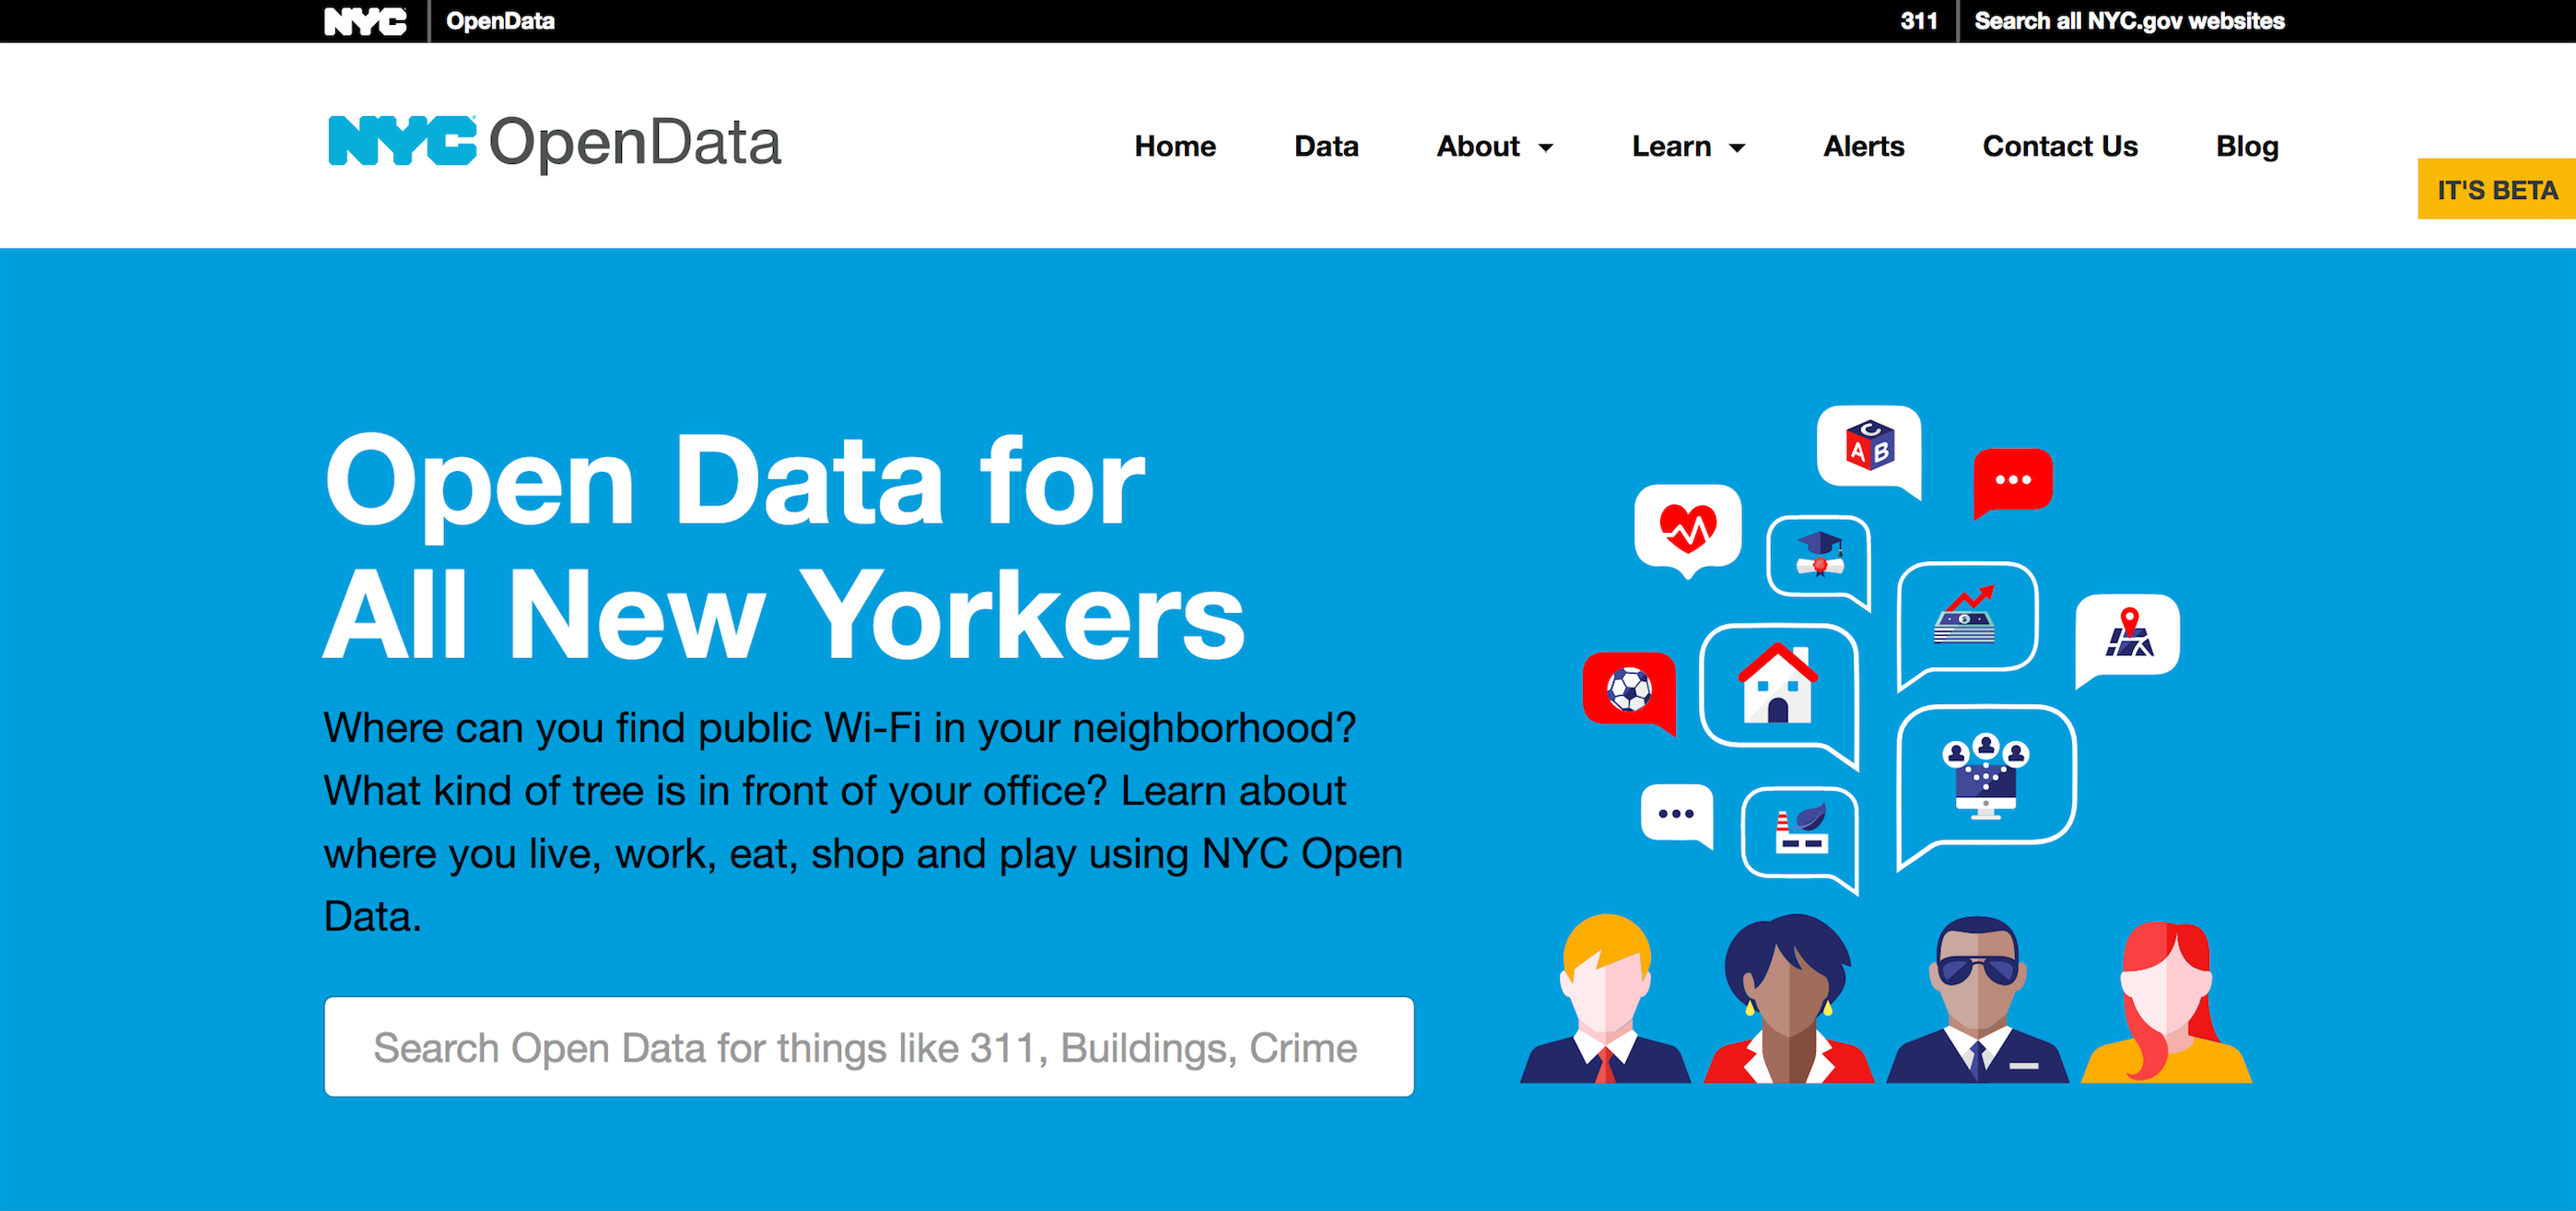 NYC OpenData 311 Search all NYC.gov websites
NYC OpenData Home Data About Learn Alerts Contact Us Blog
IT'S BETA
Open Data for
All New Yorkers
Where can you find public Wi-Fi in your neighborhood?
What kind of tree is in front of your office? Learn about
where you live, work, eat, shop and play using NYC Open
Data.
Search Open Data for things like 311, Buildings, Crime
C
A B